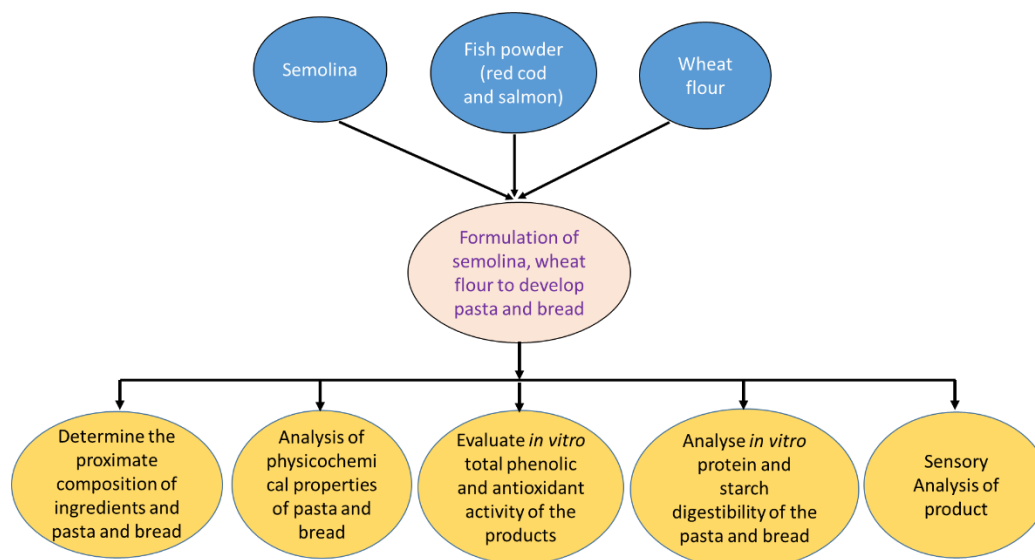 Semolina
Fish powder
(red cod
and salmon)
Wheat
flour
Formulation of
semolina, wheat
flour to develop
pasta and bread
Determine the
proximate
composition of
ingredients and
pasta and bread
Analysis of
physicochemi
cal properties
of pasta and
bread
Evaluate in vitro
total phenolic
and antioxidant
activity of the
products
Analyse in vitro
protein and
starch
digestibility of the
pasta and bread
Sensory
Analysis of
product